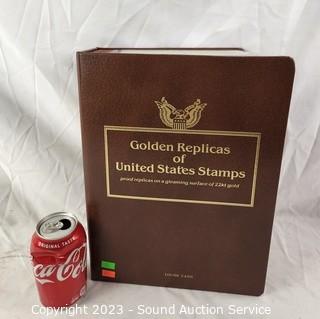 Golden Replicas
of
United States Stamps
proof replicas on a gleaming surface of 22kt gold
ORIGINAL TASTE
Coca-Cola
Copyright 2023 - Sound Auction Service